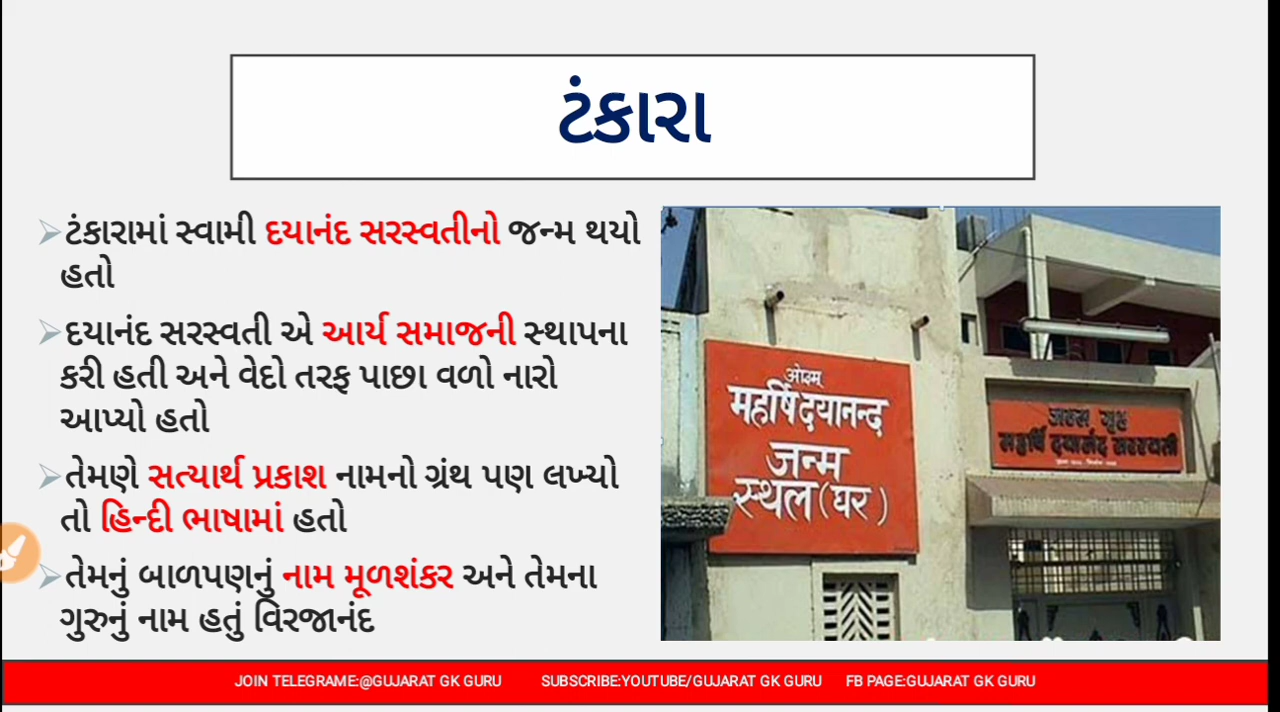 ટંકારા
ટંકારામાં સ્વામી દયાનંદ સરસ્વતીનો જન્મ થયો
હતો
દયાનંદ સરસ્વતી એ આર્ય સમાજની સ્થાપના
કરી હતી અને વેદો તરફ પાછા વળો નારો
આપ્યો હતો
તેમણે સત્યાર્થ પ્રકાશ નામનો ગ્રંથ પણ લખ્યો
તો હિન્દી ભાષામાં હતો
તેમનું બાળપણનું નામ મૂળશંકર અને તેમના
ગુરુનું નામ હતું વિરજાનંદ
ओ३म्
महर्षि दयानन्द
जन्म
स्थल (घर)
जन्म गृह
महर्षि दयानंद सरस्वती
JOIN TELEGRAME:@GUJARAT GK GURU SUBSCRIBE:YOUTUBE/GUJARAT GK GURU FB PAGE:GUJARAT GK GURU